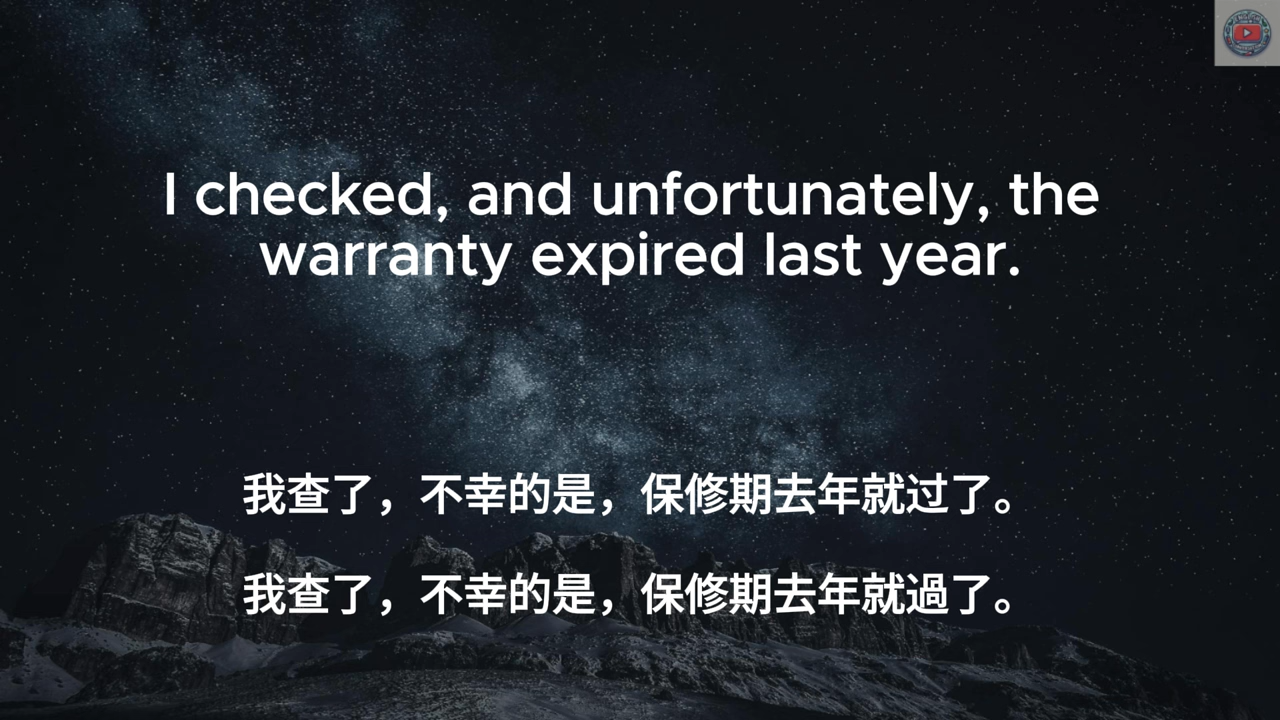 I checked, and unfortunately, the
warranty expired last year.
我查了，不幸的是，保修期去年就过了。
我查了，不幸的是，保修期去年就過了。